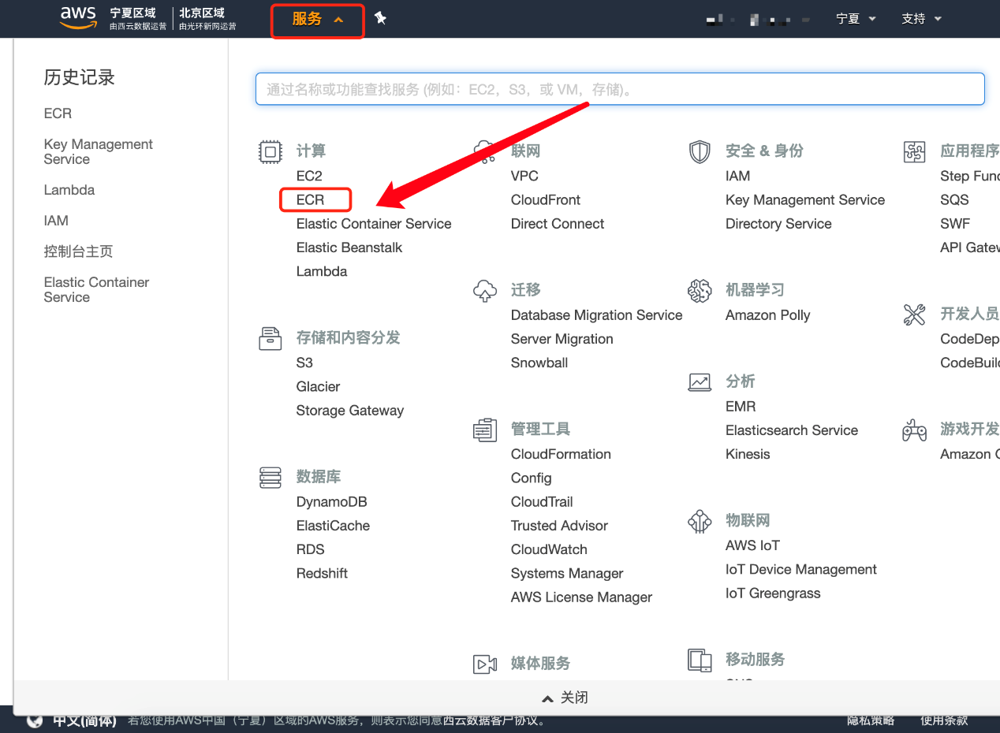 aws
宁夏区域
由西云数据运营
北京区域
由光环新网运营
服务
宁夏
支持
历史记录
ECR
Key Management
Service
Lambda
IAM
控制台主页
Elastic Container
Service
通过名称或功能查找服务 (例如：EC2，S3，或 VM，存储)。
计算
EC2
ECR
Elastic Container Service
Elastic Beanstalk
Lambda
存储和内容分发
S3
Glacier
Storage Gateway
数据库
DynamoDB
ElastiCache
RDS
Redshift
联网
VPC
CloudFront
Direct Connect
迁移
Database Migration Service
Server Migration
Snowball
管理工具
CloudFormation
Config
CloudTrail
Trusted Advisor
CloudWatch
Systems Manager
AWS License Manager
媒体服务
安全 & 身份
IAM
Key Management Service
Directory Service
机器学习
Amazon Polly
分析
EMR
Elasticsearch Service
Kinesis
物联网
AWS IoT
IoT Device Management
IoT Greengrass
移动服务
应用程序
Step Func
SQS
SWF
API Gatew
开发人员
CodeDep
CodeBuild
游戏开发
Amazon G
关闭
中文(简体)
若您使用AWS中国（宁夏）区域的AWS服务，则表示您同意西云数据客户协议。
隐私策略
使用条款